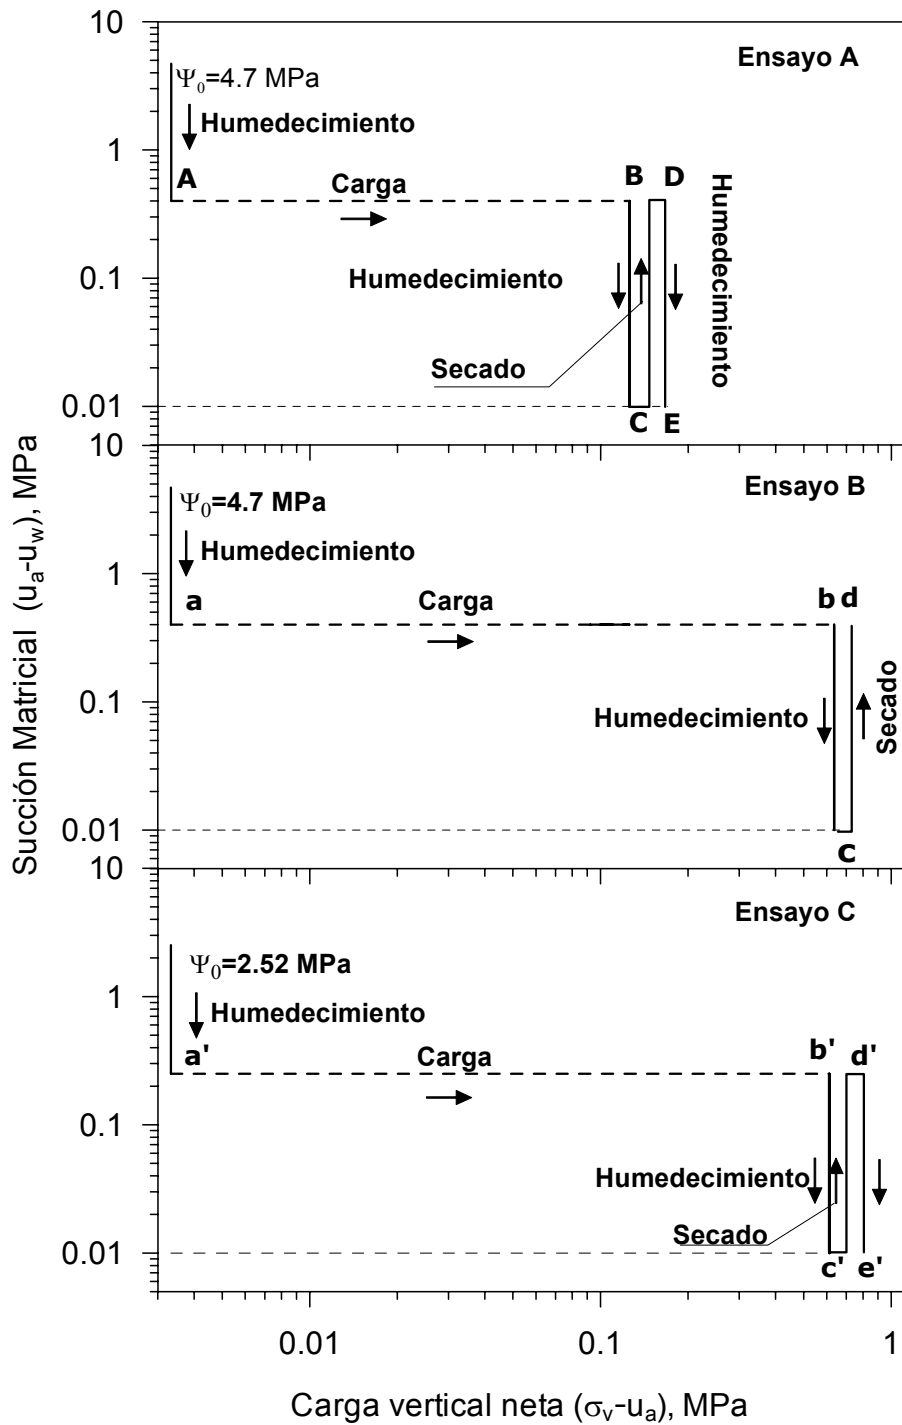 10
Ensayo A
Ψ0=4.7 MPa
Humedecimiento
1
A
Carga
B
D
Humedecimiento
0.1
Humedecimiento
Secado
0.01
C
E
10
Ensayo B
Ψ0=4.7 MPa
Humedecimiento
1
a
Carga
b
d
0.1
Humedecimiento
Secado
0.01
c
Succión Matricial (ua-uw), MPa
10
Ensayo C
Ψ0=2.52 MPa
1
Humedecimiento
a'
Carga
b'
d'
0.1
Humedecimiento
Secado
0.01
c'
e'
0.01
0.1
1
Carga vertical neta (σv-ua), MPa